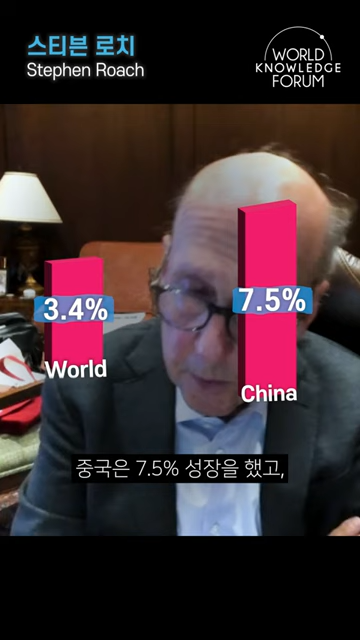 스티븐 로치
Stephen Roach
WORLD
KNOWLEDGE
FORUM
3.4%
7.5%
World
China
중국은 7.5% 성장을 했고,